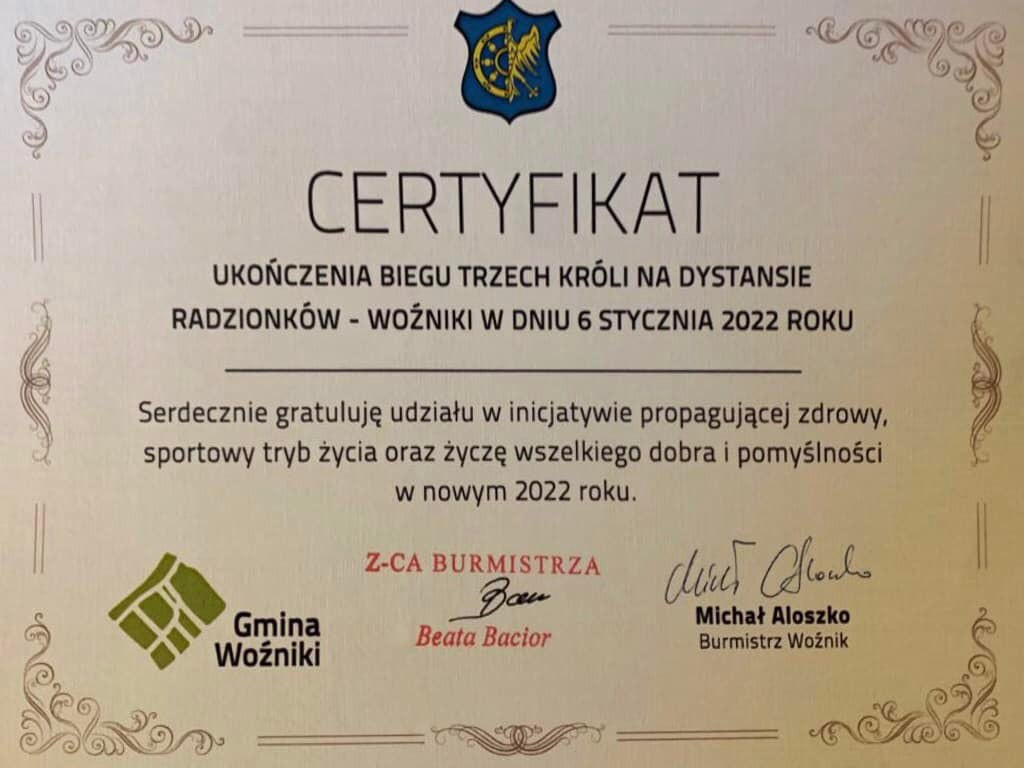 CERTYFIKAT
UKOŃCZENIA BIEGU TRZECH KRÓLI NA DYSTANSIE
RADZIONKÓW - WOŹNIKI W DNIU 6 STYCZNIA 2022 ROKU
Serdecznie gratuluję udziału w inicjatywie propagującej zdrowy,
sportowy tryb życia oraz życzę wszelkiego dobra i pomyślności
w nowym 2022 roku.
Gmina
Woźniki
Z-CA BURMISTRZA
Beata Bacior
Michał Aloszko
Burmistrz Woźnik